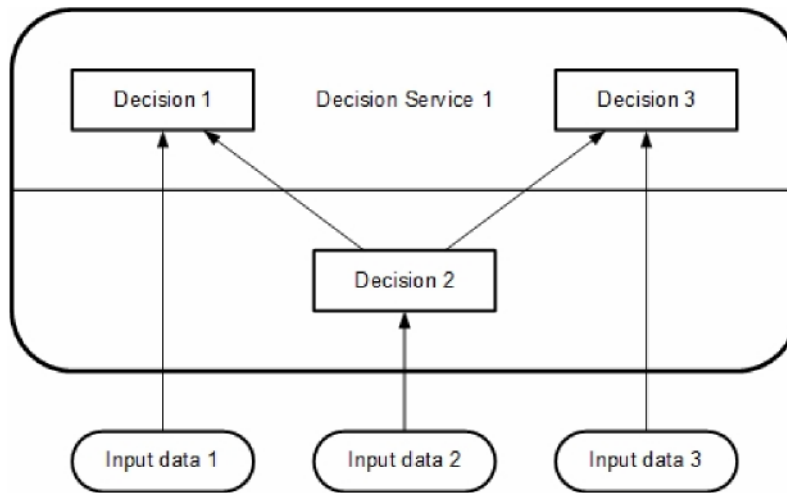 Decision 1
Decision Service 1
Decision 3
Decision 2
Input data 1
Input data 2
Input data 3